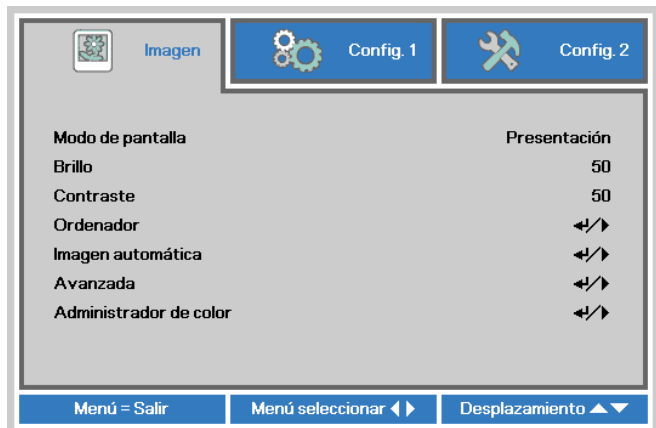 Imagen Config. 1 Config. 2
Modo de pantalla Presentación
Brillo 50
Contraste 50
Ordenador ↵/▶
Imagen automática ↵/▶
Avanzada ↵/▶
Administrador de color ↵/▶
Menú = Salir Menú seleccionar ◀▶ Desplazamiento ▲▼